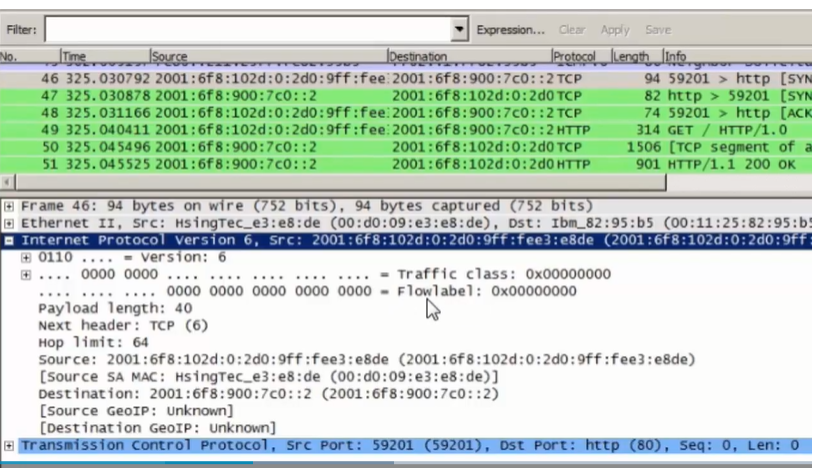 Filter: Expression... Clear Apply Save
No. Time Source Destination Protocol Length Info
46 325.030792 2001:6f8:102d:0:2d0:9ff:fee: 2001:6f8:900:7c0::2 TCP 94 59201 > http [SYN
47 325.030878 2001:6f8:900:7c0::2 2001:6f8:102d:0:2d0 TCP 82 http > 59201 [SYN
48 325.031166 2001:6f8:102d:0:2d0:9ff:fee: 2001:6f8:900:7c0::2 TCP 74 59201 > http [ACK
49 325.040411 2001:6f8:102d:0:2d0:9ff:fee: 2001:6f8:900:7c0::2 HTTP 314 GET / HTTP/1.0
50 325.045496 2001:6f8:900:7c0::2 2001:6f8:102d:0:2d0 TCP 1506 [TCP segment of a
51 325.045525 2001:6f8:900:7c0::2 2001:6f8:102d:0:2d0 HTTP 901 HTTP/1.1 200 OK
Frame 46: 94 bytes on wire (752 bits), 94 bytes captured (752 bits)
Ethernet II, Src: HsingTec_e3:e8:de (00:d0:09:e3:e8:de), Dst: Ibm_82:95:b5 (00:11:25:82:95:b5
Internet Protocol Version 6, Src: 2001:6f8:102d:0:2d0:9ff:fee3:e8de (2001:6f8:102d:0:2d0:9ff:
0110 .... = Version: 6
.... 0000 0000 .... .... .... .... .... = Traffic class: 0x00000000
.... .... .... 0000 0000 0000 0000 0000 = Flowlabel: 0x00000000
Payload length: 40
Next header: TCP (6)
Hop limit: 64
Source: 2001:6f8:102d:0:2d0:9ff:fee3:e8de (2001:6f8:102d:0:2d0:9ff:fee3:e8de)
[Source SA MAC: HsingTec_e3:e8:de (00:d0:09:e3:e8:de)]
Destination: 2001:6f8:900:7c0::2 (2001:6f8:900:7c0::2)
[Source GeoIP: Unknown]
[Destination GeoIP: Unknown]
Transmission Control Protocol, Src Port: 59201 (59201), Dst Port: http (80), Seq: 0, Len: 0